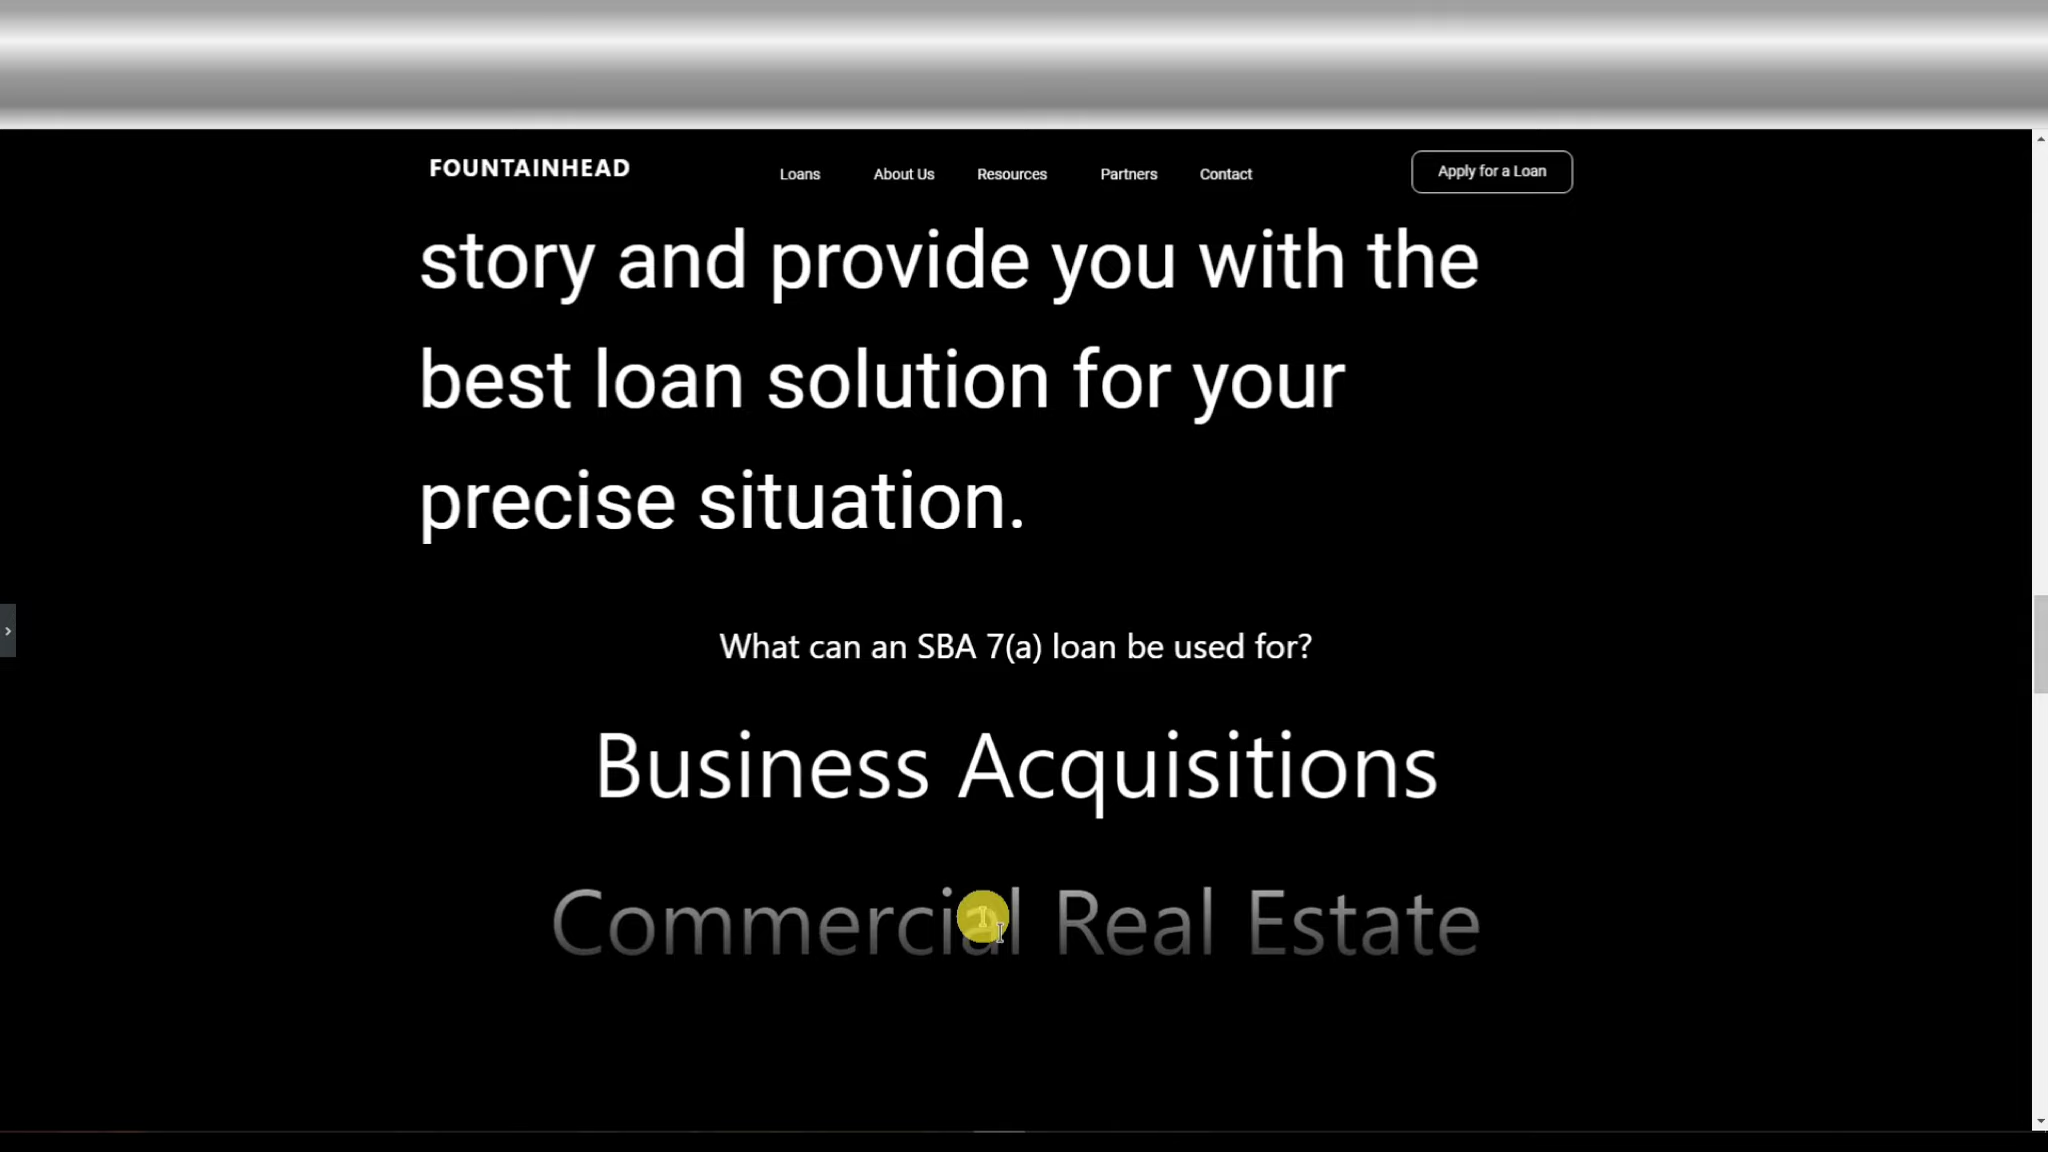 FOUNTAINHEAD
Loans About Us Resources Partners Contact
Apply for a Loan
story and provide you with the
best loan solution for your
precise situation.
What can an SBA 7(a) loan be used for?
Business Acquisitions
Commercial Real Estate